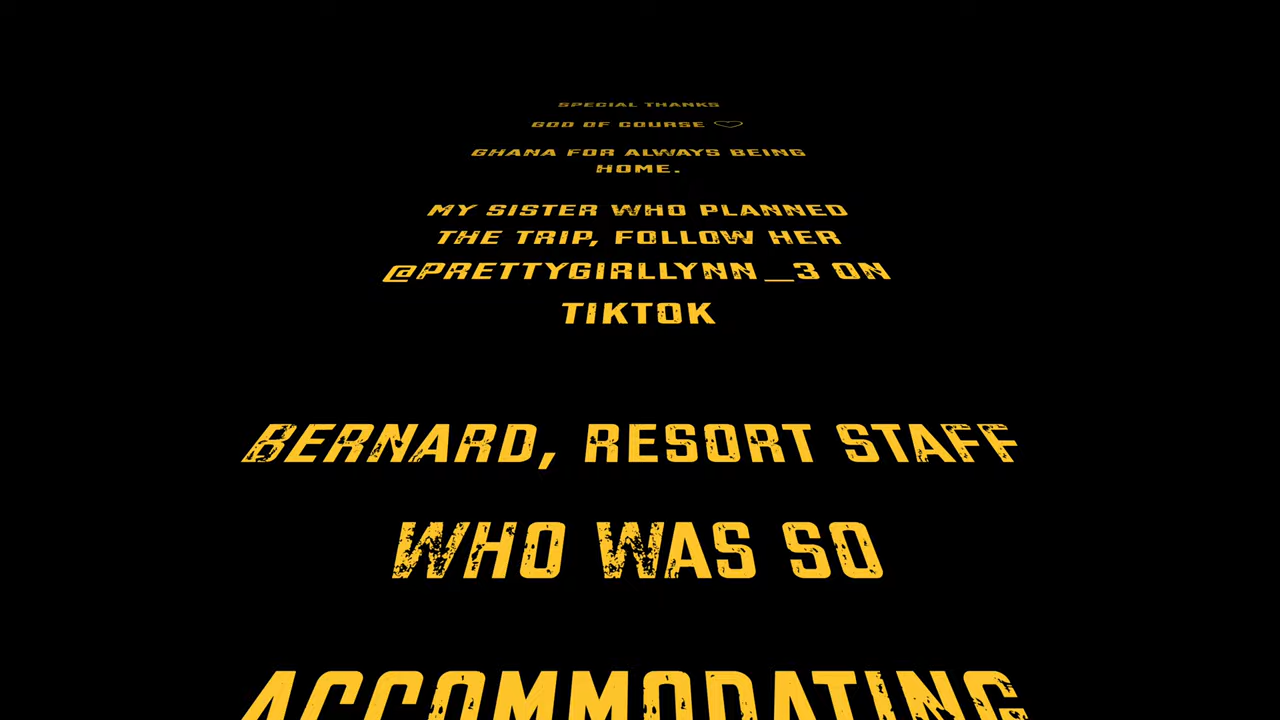 SPECIAL THANKS
GOD OF COURSE ♡
GHANA FOR ALWAYS BEING
HOME.
MY SISTER WHO PLANNED
THE TRIP, FOLLOW HER
@PRETTYGIRLLYNN_3 ON
TIKTOK
BERNARD, RESORT STAFF
WHO WAS SO
ACCOMMODATING